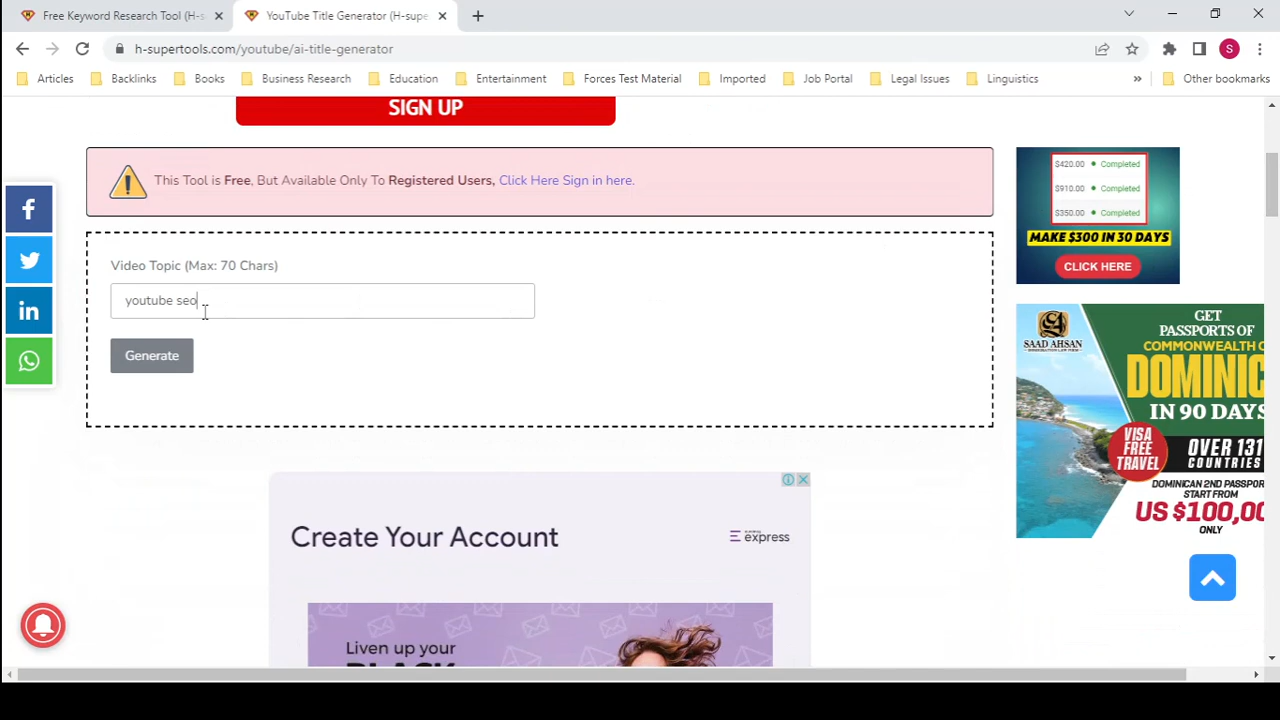 Free Keyword Research Tool (H-s
YouTube Title Generator (H-supe
S
h-supertools.com/youtube/ai-title-generator
Articles
Backlinks
Books
Business Research
Education
Entertainment
Forces Test Material
Imported
Job Portal
Legal Issues
Linguistics
»
Other bookmarks
SIGN UP
This Tool is Free, But Available Only To Registered Users, Click Here Sign in here.
Video Topic (Max: 70 Chars)
youtube seo
Generate
$420.00 Completed
$910.00 Completed
$350.00 Completed
MAKE $300 IN 30 DAYS
CLICK HERE
SAAD AHSAN
IMMIGRATION LAW FIRM
GET
PASSPORTS OF
COMMONWEALTH O
DOMINIC
IN 90 DAYS
VISA
FREE
TRAVEL
OVER 131
COUNTRIES
DOMINICAN 2ND PASSPOR
START FROM
US $100,00
ONLY
Create Your Account
express
Liven up your